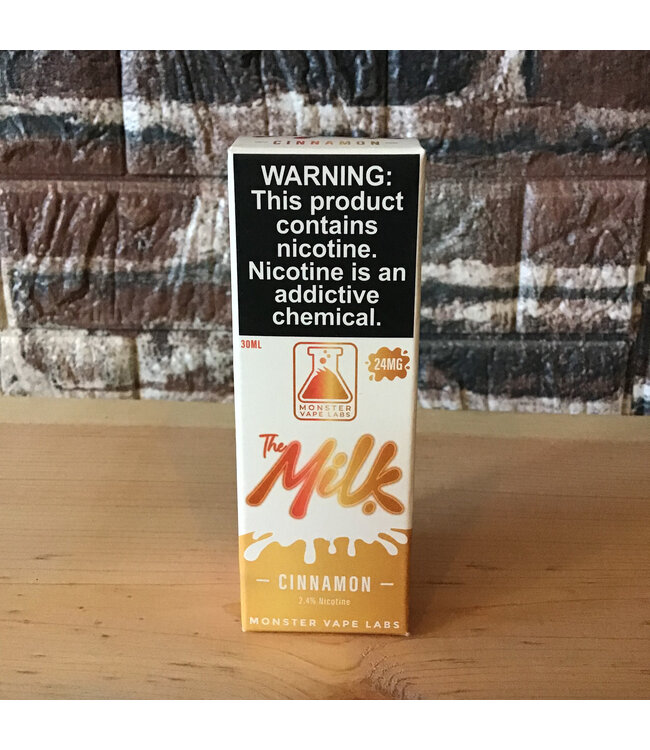 — CINNAMON —
WARNING:
This product
contains
nicotine.
Nicotine is an
addictive
chemical.
30ML
24MG
MONSTER
VAPE LABS
The Milk
— CINNAMON —
2.4% Nicotine
MONSTER VAPE LABS